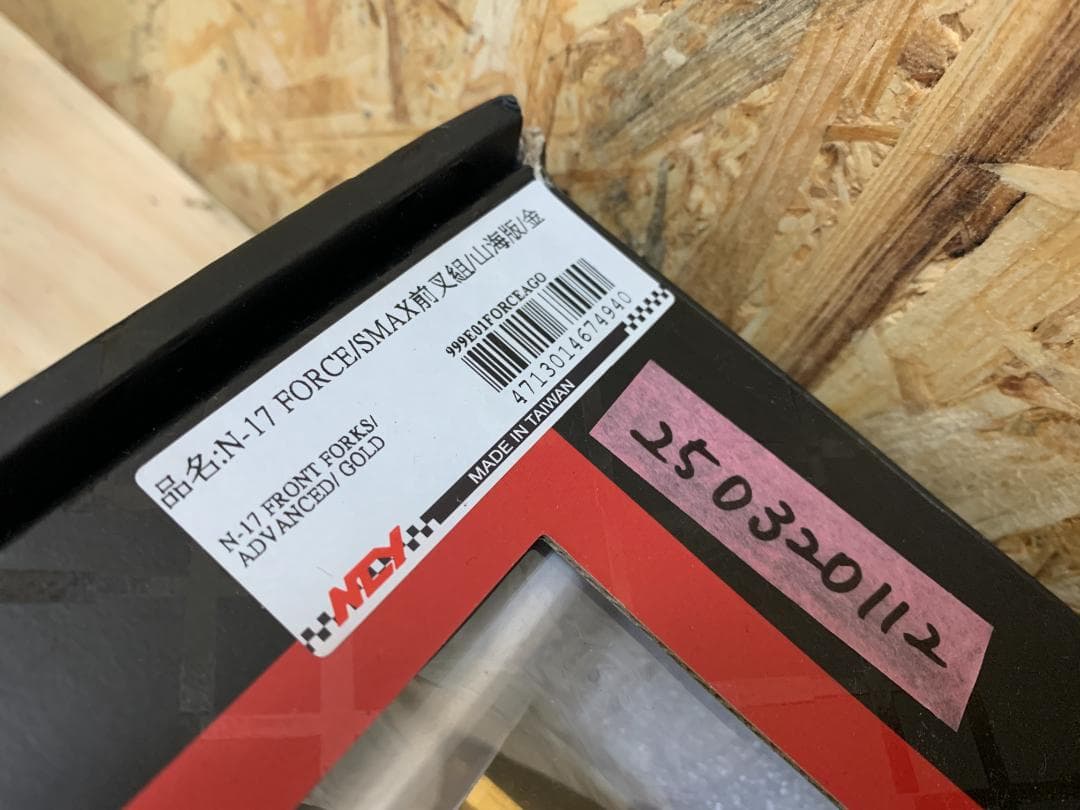 品名:N-17 FORCE/SMAX前叉組/山海版/金
999E01FORCEAGO
4713014674940
N-17 FRONT FORKS/
ADVANCED/ GOLD
MADE IN TAIWAN
NCY
250320112